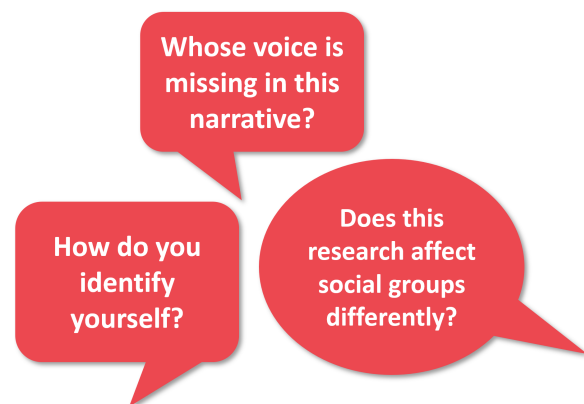 Whose voice is
missing in this
narrative?
How do you
identify
yourself?
Does this
research affect
social groups
differently?